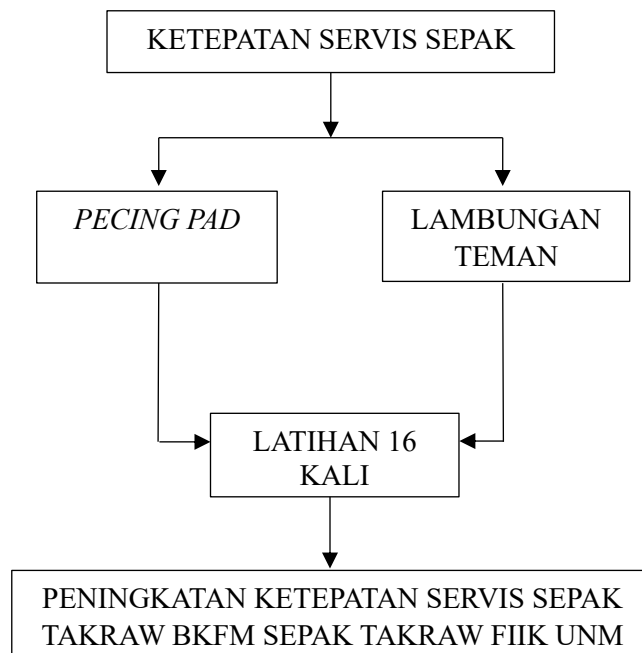 KETEPATAN SERVIS SEPAK
PECING PAD
LAMBUNGAN
TEMAN
LATIHAN 16
KALI
PENINGKATAN KETEPATAN SERVIS SEPAK
TAKRAW BKFM SEPAK TAKRAW FIIK UNM